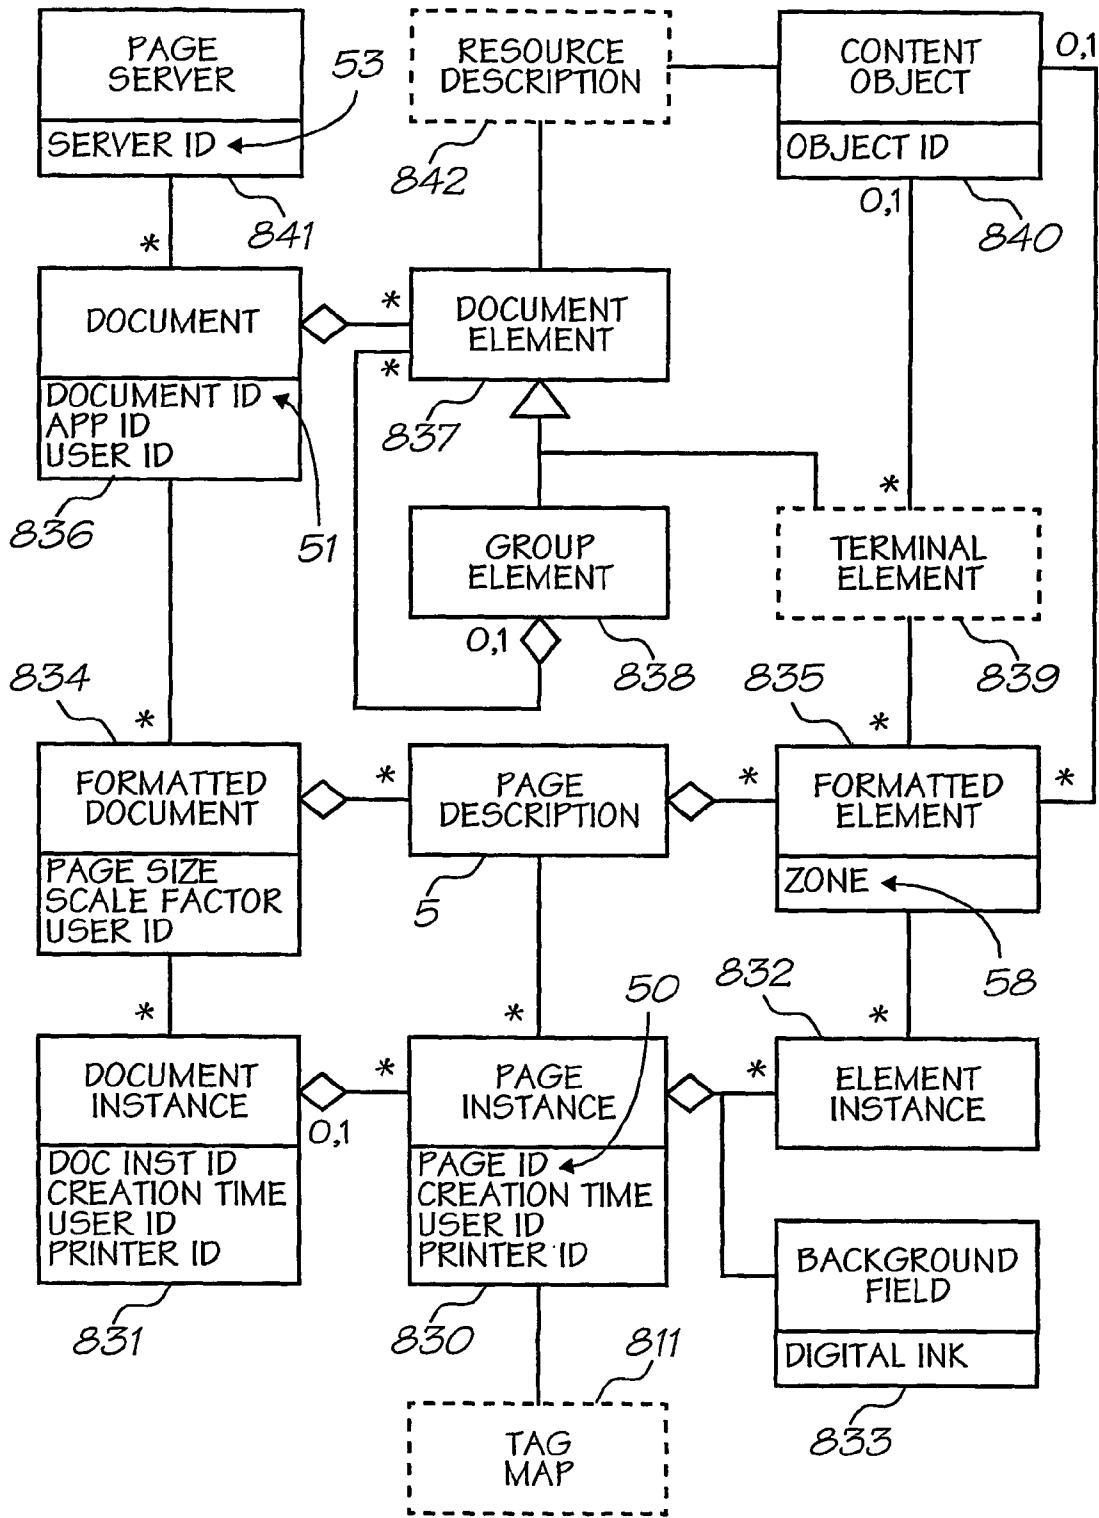 PAGE
SERVER
SERVER ID
53
841
*
RESOURCE
DESCRIPTION
842
CONTENT
OBJECT
OBJECT ID
0,1
0,1
840
DOCUMENT
DOCUMENT ID
APP ID
USER ID
836
51
*
*
DOCUMENT
ELEMENT
837
GROUP
ELEMENT
0,1
838
*
TERMINAL
ELEMENT
839
834
*
FORMATTED
DOCUMENT
PAGE SIZE
SCALE FACTOR
USER ID
*
PAGE
DESCRIPTION
5
835
*
*
*
FORMATTED
ELEMENT
ZONE
58
*
DOCUMENT
INSTANCE
0,1
DOC INST ID
CREATION TIME
USER ID
PRINTER ID
831
*
*
50
PAGE
INSTANCE
PAGE ID
CREATION TIME
USER ID
PRINTER ID
830
832
*
*
ELEMENT
INSTANCE
BACKGROUND
FIELD
DIGITAL INK
833
811
TAG
MAP